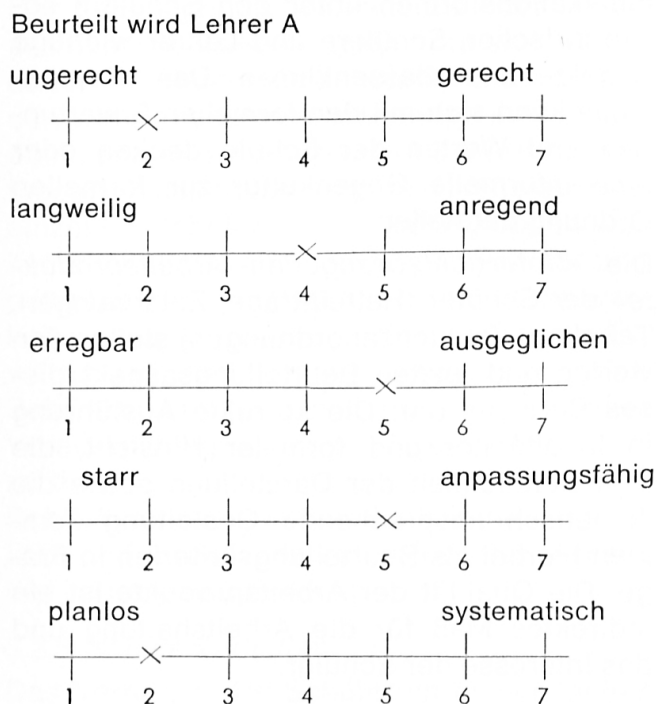 Beurteilt wird Lehrer A
ungerecht gerecht
1 2 3 4 5 6 7
langweilig anregend
1 2 3 4 5 6 7
erregbar ausgeglichen
1 2 3 4 5 6 7
starr anpassungsfähig
1 2 3 4 5 6 7
planlos systematisch
1 2 3 4 5 6 7